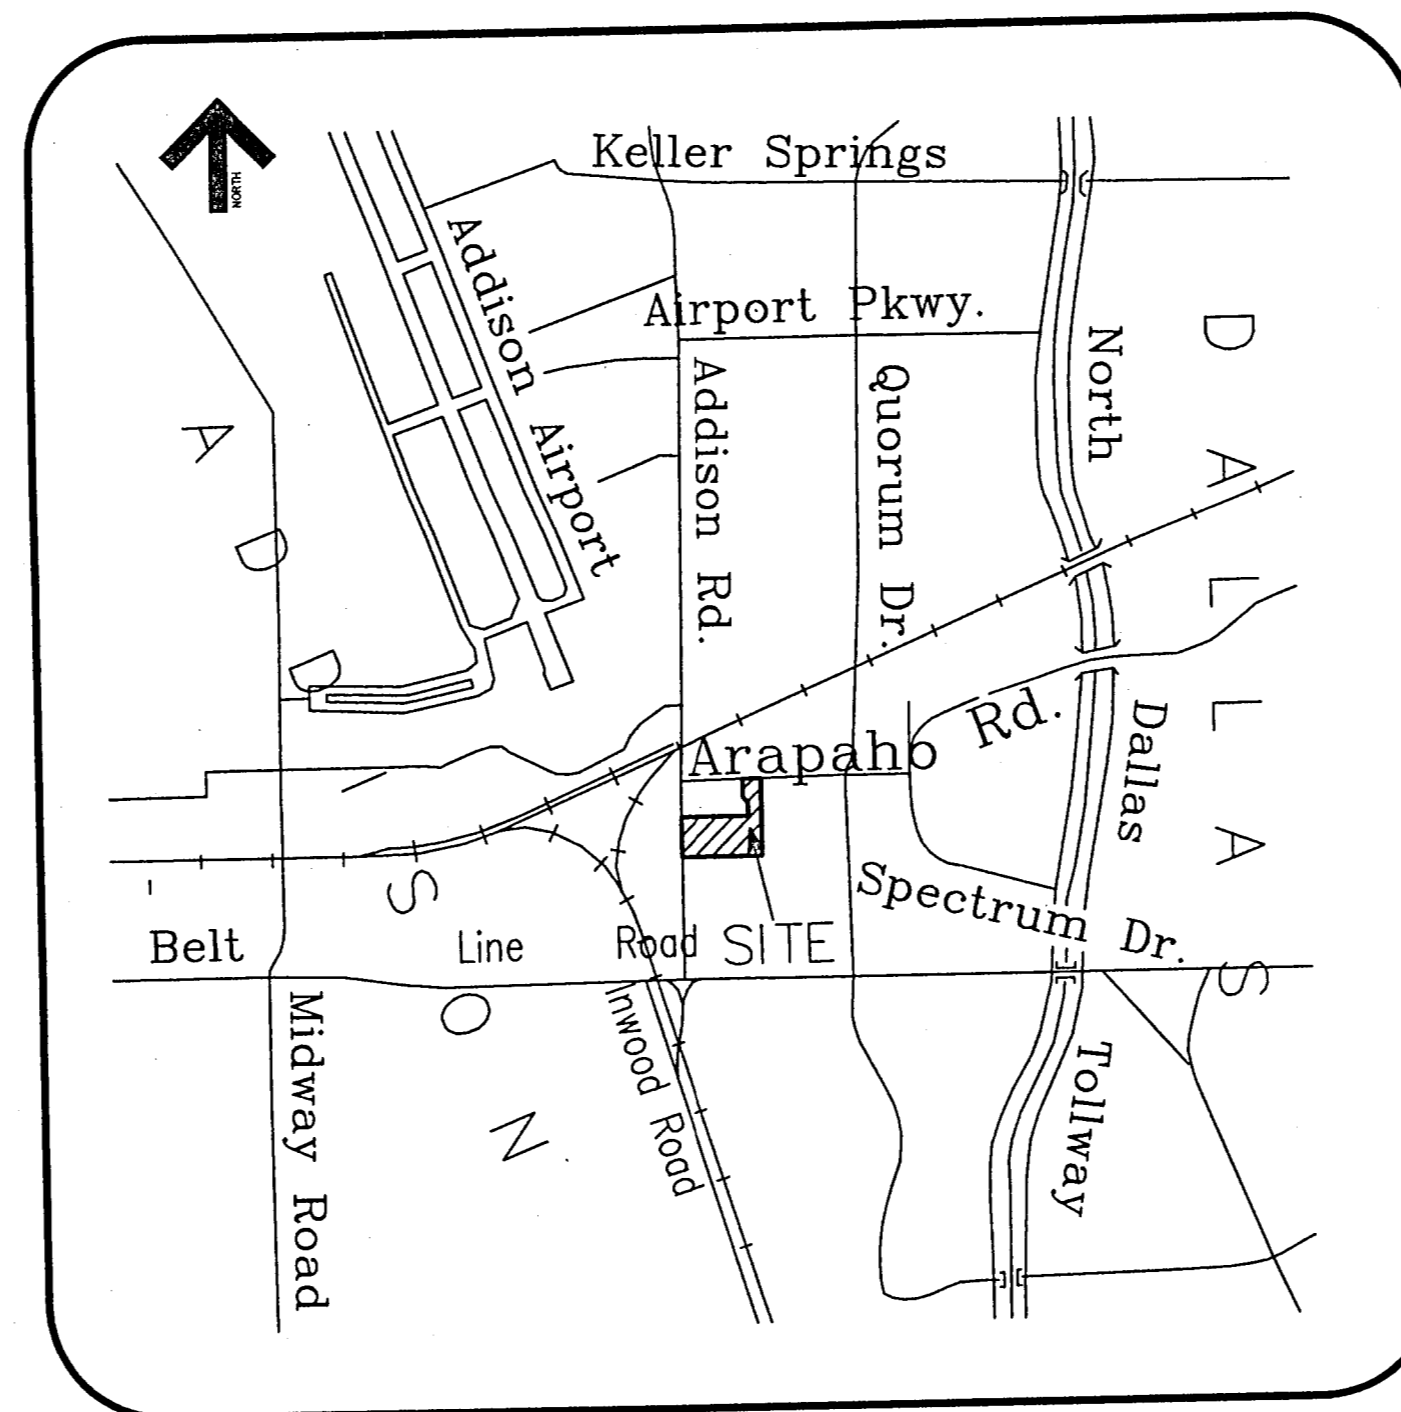 NORTH
Keller Springs
Addison Airport
Airport Pkwy.
Addison Rd.
Quorum Dr.
North
Dallas
Tollway
DALLAS
ADDISON
Arapaho Rd.
Spectrum Dr.
Belt Line Road
SITE
Inwood Road
Midway Road